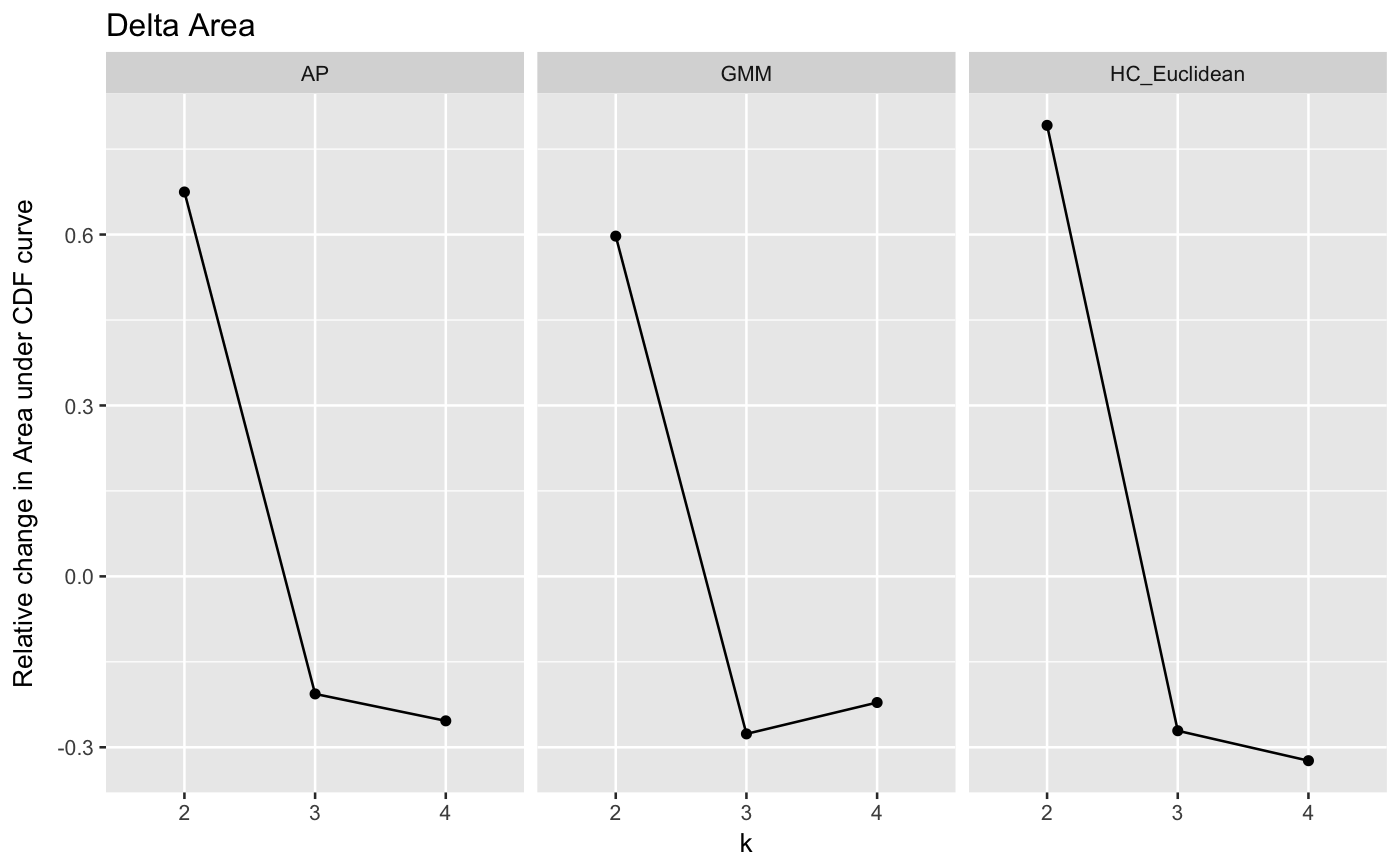 Delta Area
AP
GMM
HC_Euclidean
Relative change in Area under CDF curve
0.6
0.3
0.0
-0.3
2 3 4
2 3 4
2 3 4
k